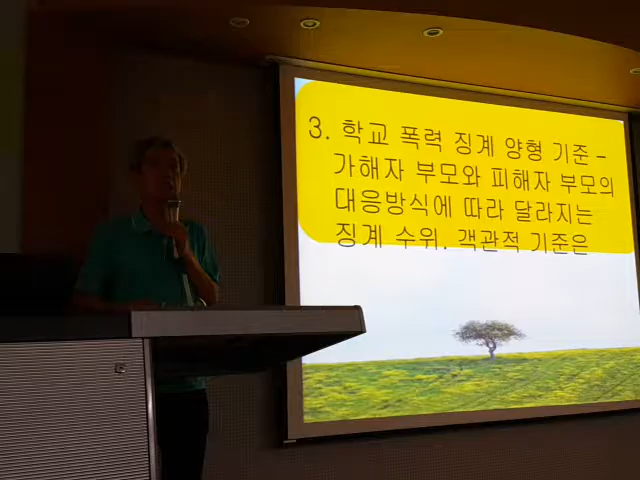 3. 학교 폭력 징계 양형 기준 -
가해자 부모와 피해자 부모의
대응방식에 따라 달라지는
징계 수위. 객관적 기준은